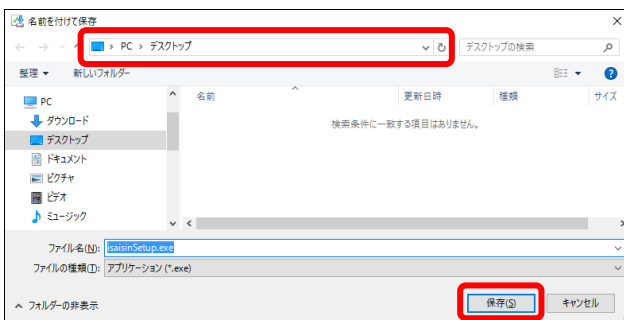 名前を付けて保存
PC › デスクトップ
デスクトップの検索
整理 新しいフォルダー
名前 更新日時 種類 サイズ
検索条件に一致する項目はありません。
PC
ダウンロード
デスクトップ
ドキュメント
ピクチャ
ビデオ
ミュージック
ファイル名(N): isaisinSetup.exe
ファイルの種類(T): アプリケーション (*.exe)
フォルダーの非表示
保存(S) キャンセル